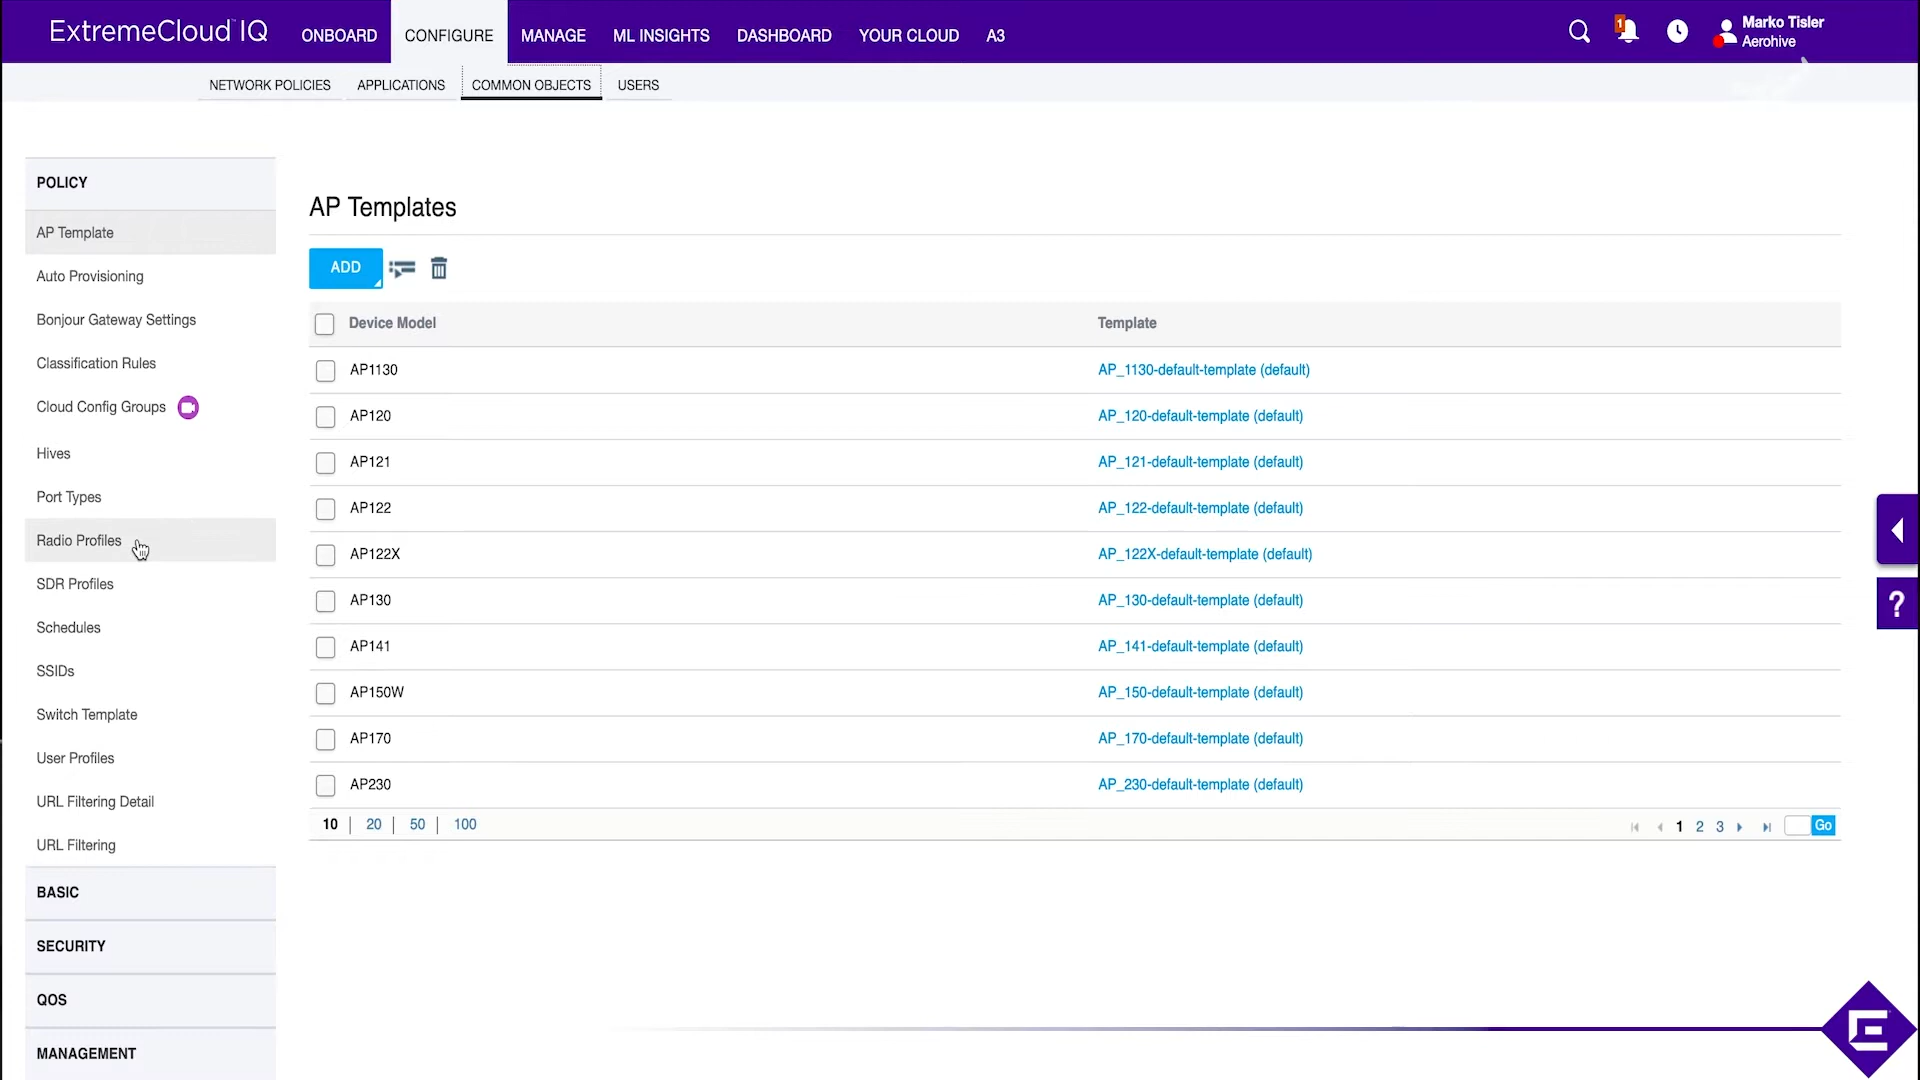 ExtremeCloud™ IQ
ONBOARD CONFIGURE MANAGE ML INSIGHTS DASHBOARD YOUR CLOUD A3
1
Marko Tisler
Aerohive
NETWORK POLICIES APPLICATIONS COMMON OBJECTS USERS
POLICY
AP Template
Auto Provisioning
Bonjour Gateway Settings
Classification Rules
Cloud Config Groups
Hives
Port Types
Radio Profiles
SDR Profiles
Schedules
SSIDs
Switch Template
User Profiles
URL Filtering Detail
URL Filtering
BASIC
SECURITY
QOS
MANAGEMENT
AP Templates
ADD
Device Model Template
AP1130 AP_1130-default-template (default)
AP120 AP_120-default-template (default)
AP121 AP_121-default-template (default)
AP122 AP_122-default-template (default)
AP122X AP_122X-default-template (default)
AP130 AP_130-default-template (default)
AP141 AP_141-default-template (default)
AP150W AP_150-default-template (default)
AP170 AP_170-default-template (default)
AP230 AP_230-default-template (default)
10 | 20 | 50 | 100 1 2 3 Go
?
E